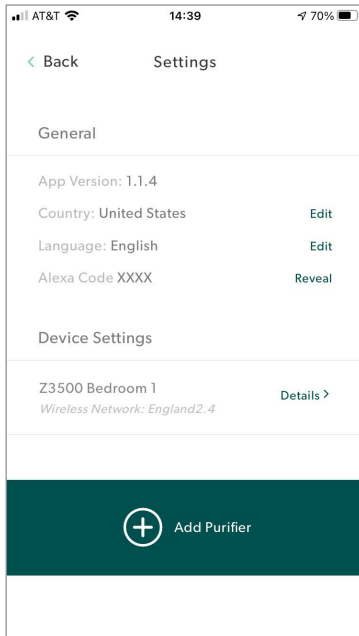 AT&T 14:39 70%
< Back Settings
General
App Version: 1.1.4
Country: United States Edit
Language: English Edit
Alexa Code XXXX Reveal
Device Settings
Z3500 Bedroom 1 Details >
Wireless Network: England2.4
Add Purifier